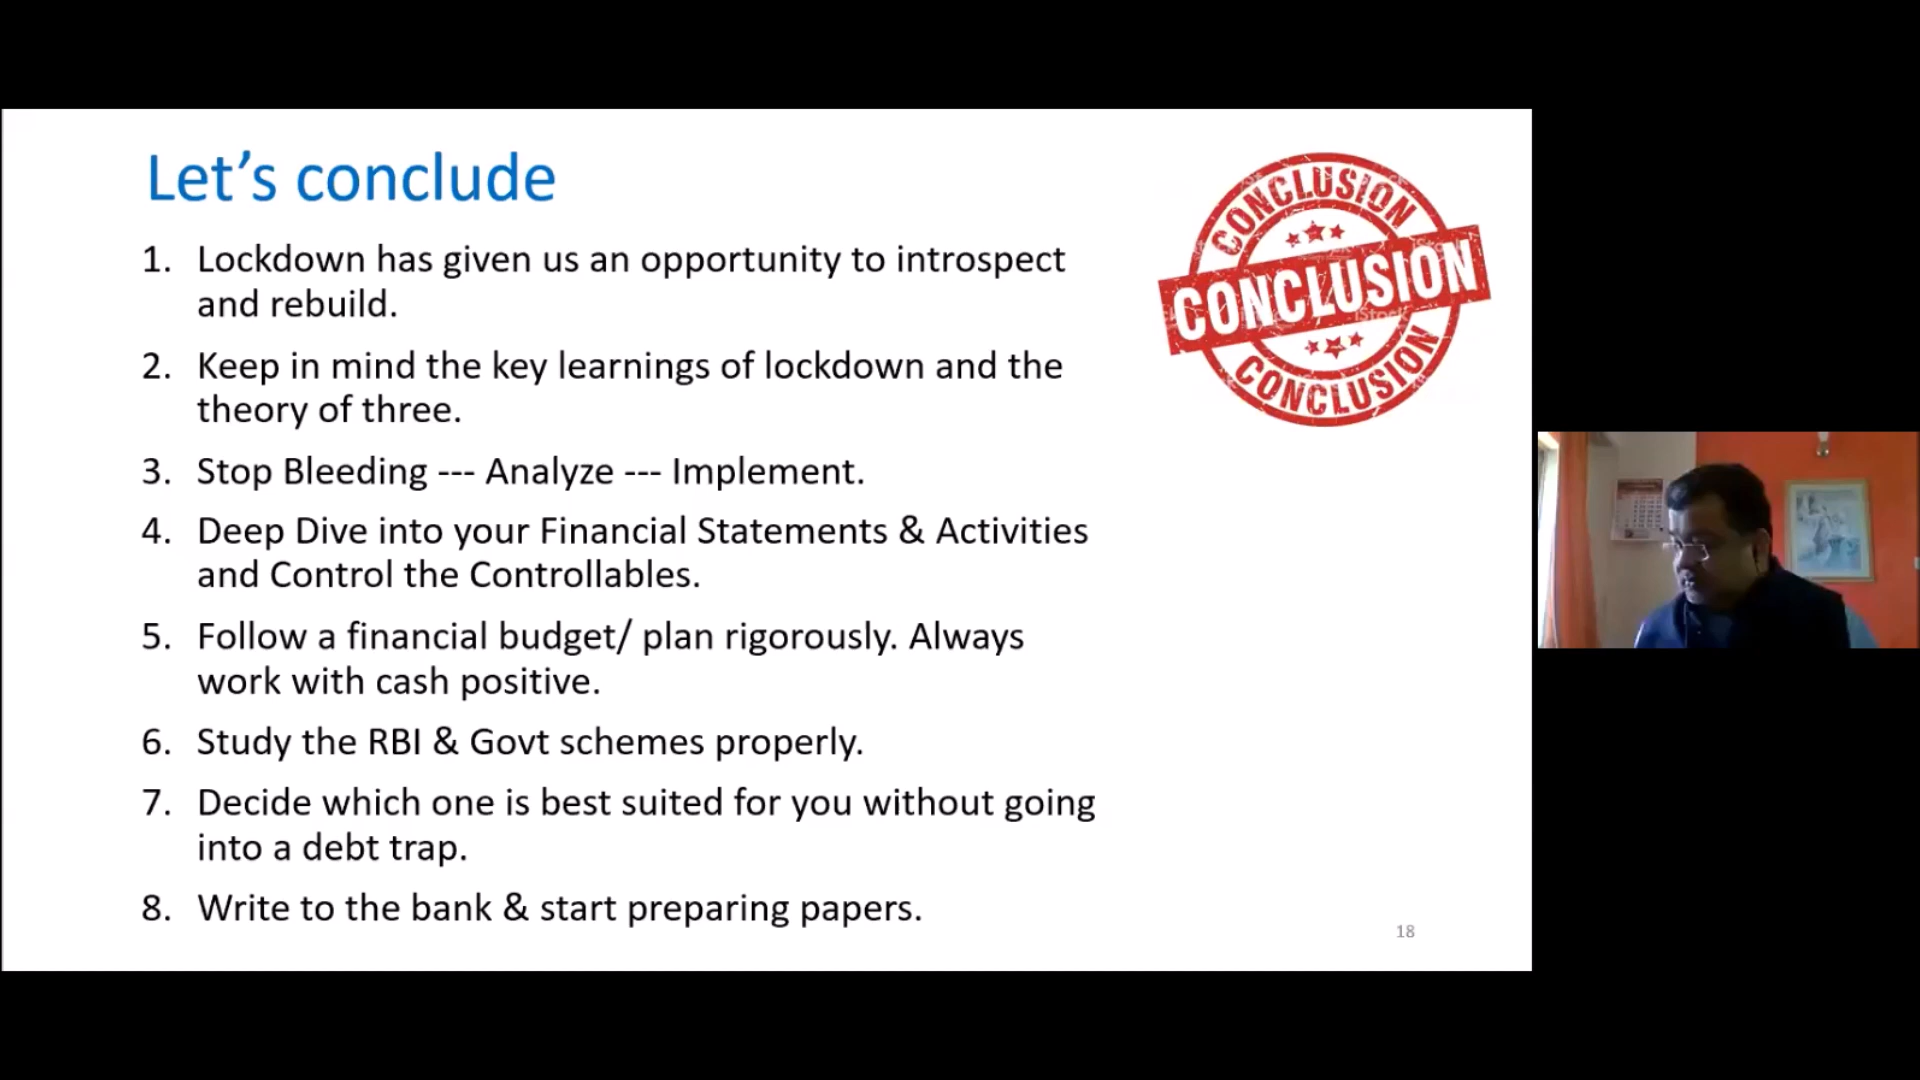 Let's conclude
CONCLUSION
CONCLUSION
CONCLUSION
iStock
iStock
1. Lockdown has given us an opportunity to introspect
and rebuild.
2. Keep in mind the key learnings of lockdown and the
theory of three.
3. Stop Bleeding --- Analyze --- Implement.
4. Deep Dive into your Financial Statements & Activities
and Control the Controllables.
5. Follow a financial budget/ plan rigorously. Always
work with cash positive.
6. Study the RBI & Govt schemes properly.
7. Decide which one is best suited for you without going
into a debt trap.
8. Write to the bank & start preparing papers.
18